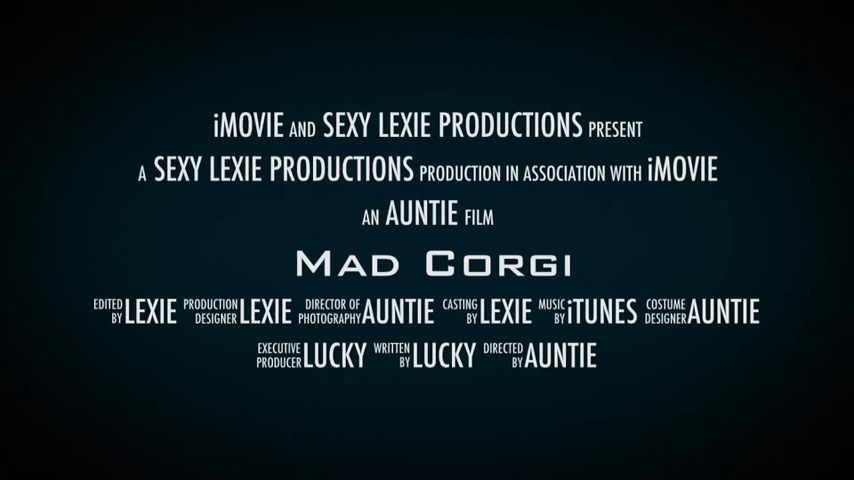 iMOVIE AND SEXY LEXIE PRODUCTIONS PRESENT
A SEXY LEXIE PRODUCTIONS PRODUCTION IN ASSOCIATION WITH iMOVIE
AN AUNTIE FILM
MAD CORGI
EDITED BY LEXIE PRODUCTION DESIGNER LEXIE DIRECTOR OF PHOTOGRAPHY AUNTIE CASTING BY LEXIE MUSIC BY iTUNES COSTUME DESIGNER AUNTIE
EXECUTIVE PRODUCER LUCKY WRITTEN BY LUCKY DIRECTED BY AUNTIE